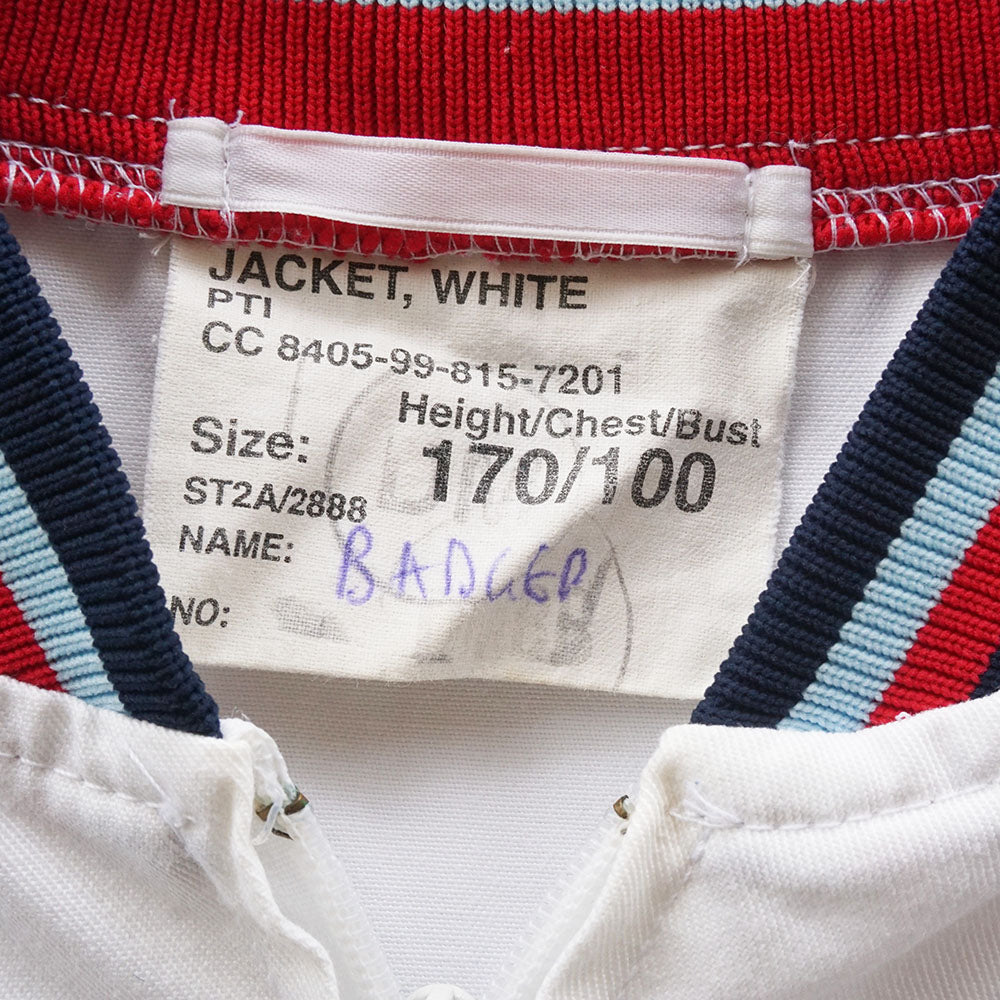 JACKET, WHITE
PTI
CC 8405-99-815-7201
Height/Chest/Bust
Size: 170/100
ST2A/2888
NAME: BADGER
NO: